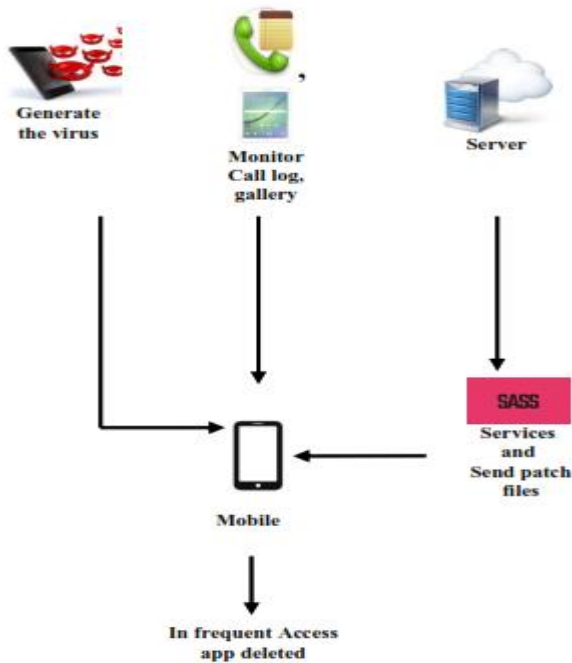 Generate
the virus
,
Monitor
Call log,
gallery
Server
SASS
Services
and
Send patch
files
Mobile
In frequent Access
app deleted